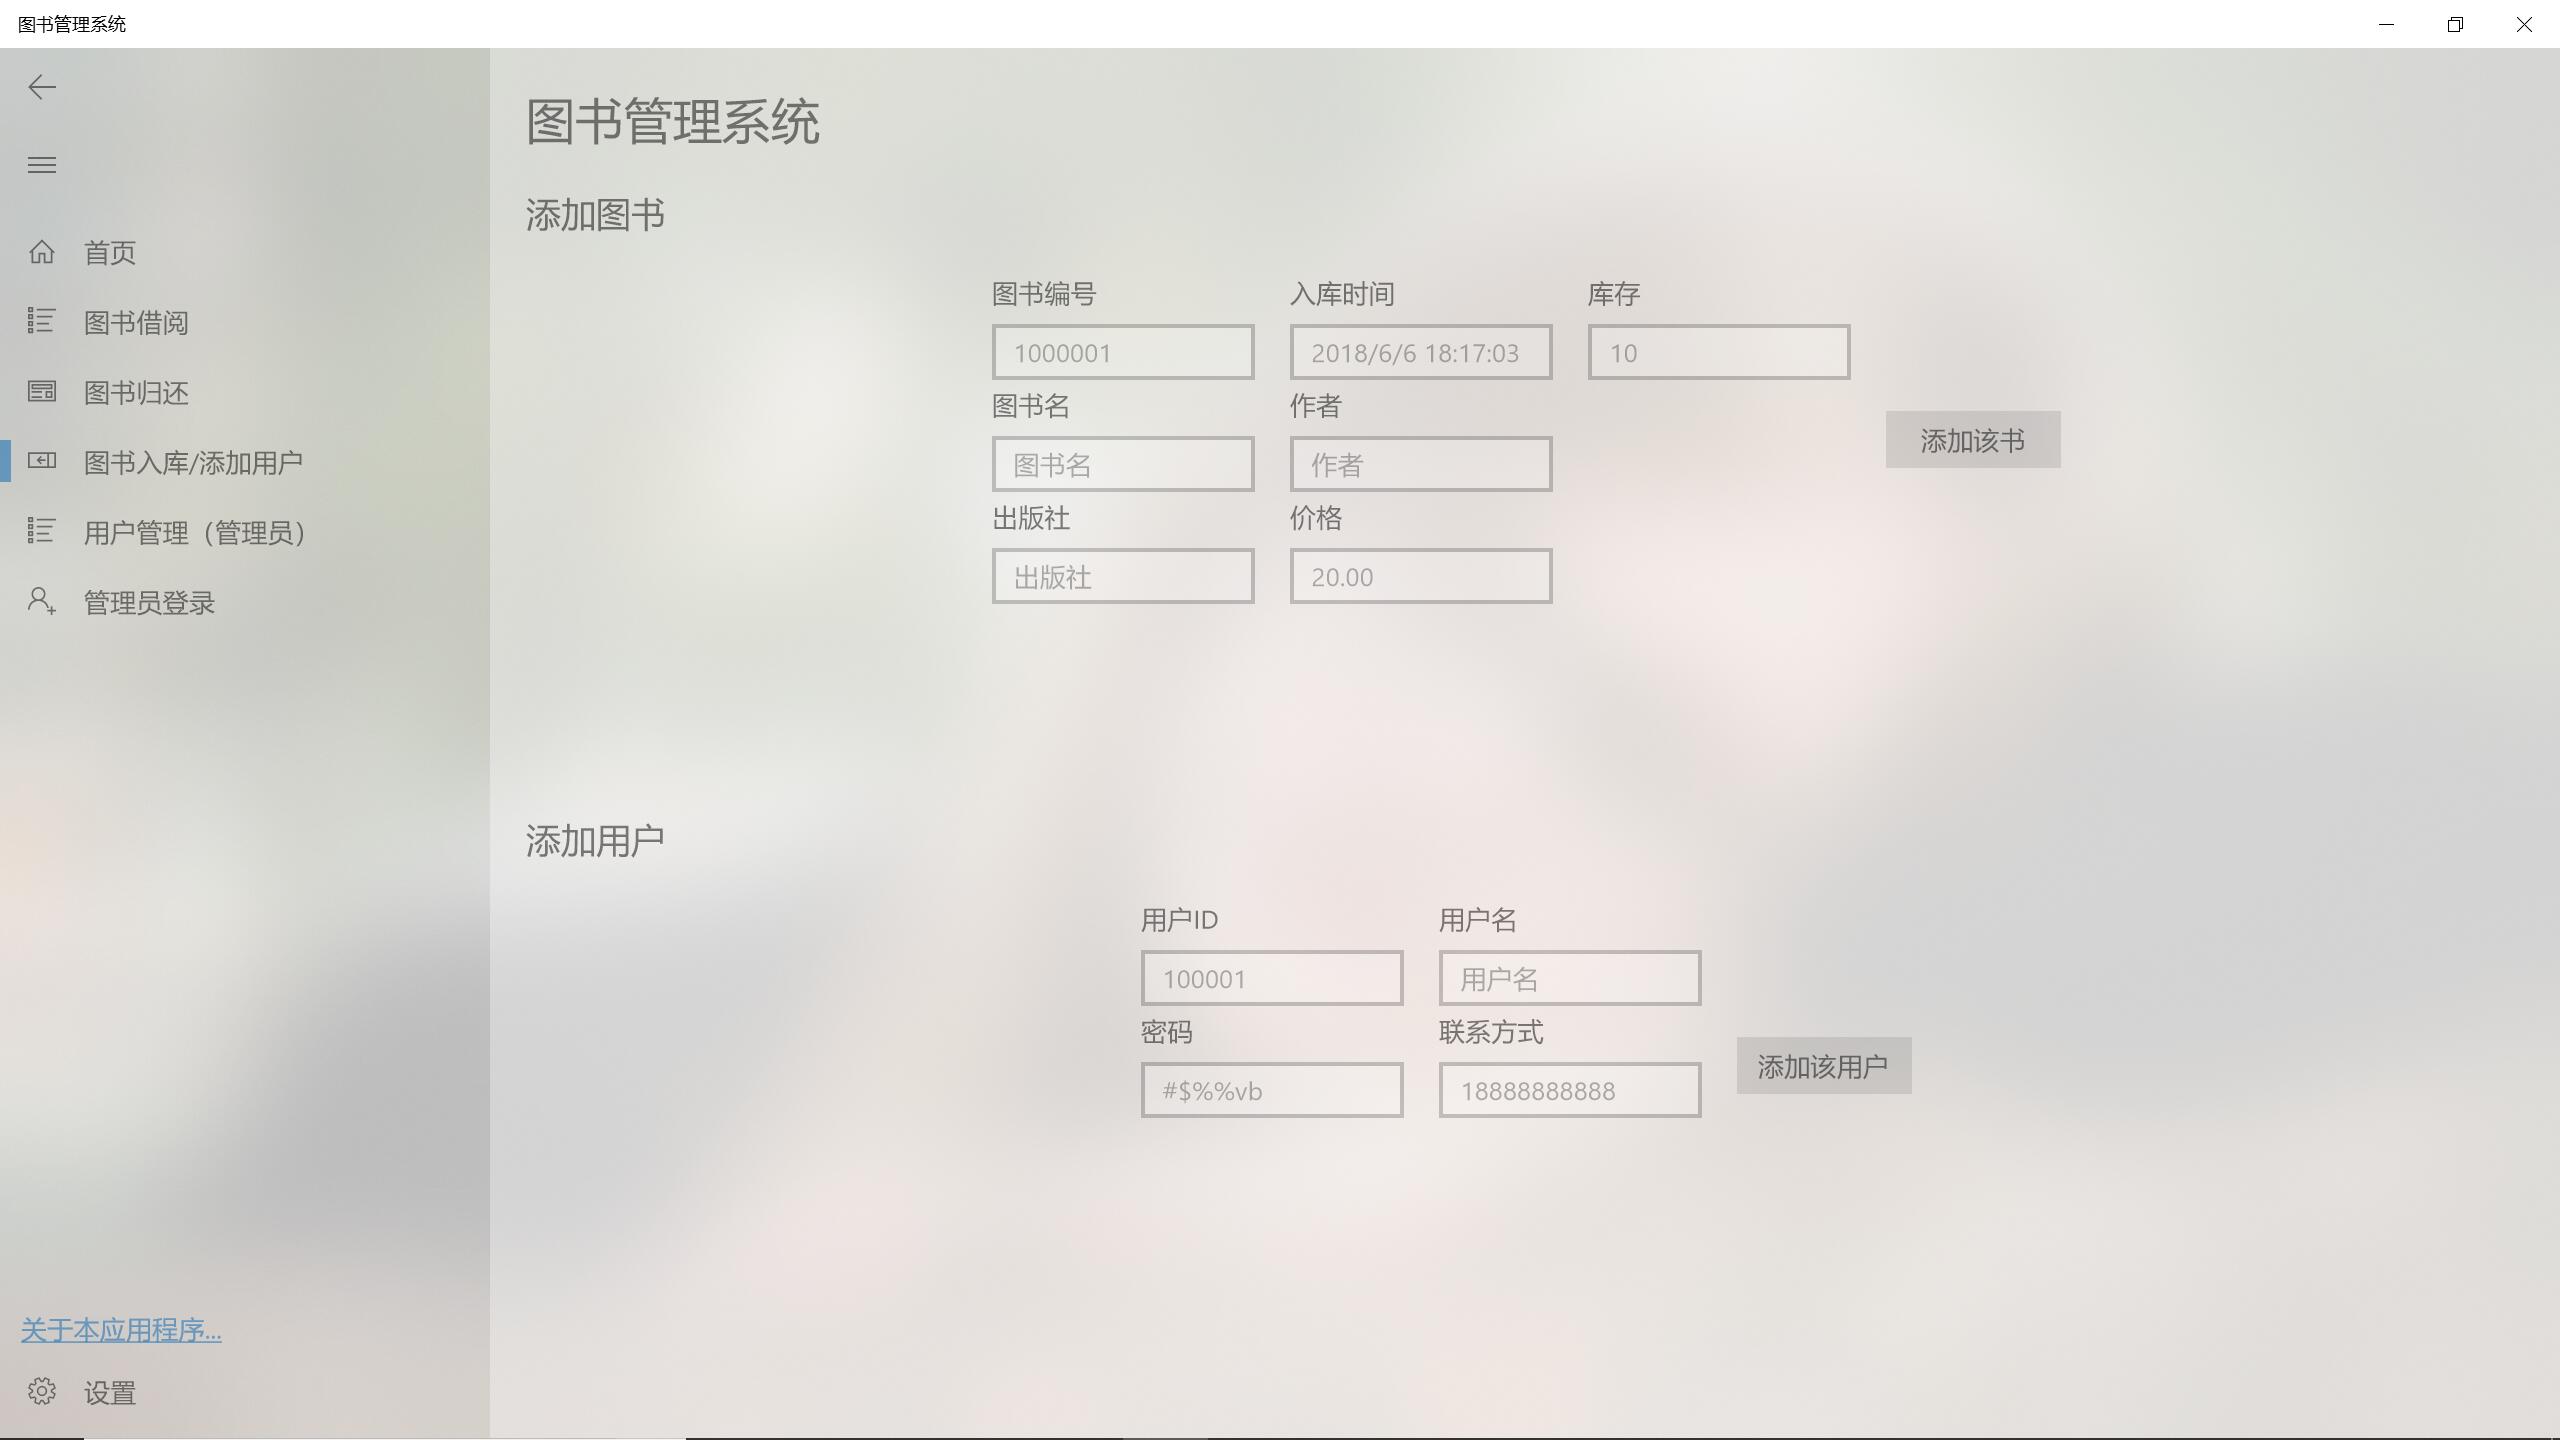 图书管理系统
图书管理系统
首页
图书借阅
图书归还
图书入库/添加用户
用户管理（管理员）
管理员登录
关于本应用程序...
设置
添加图书
图书编号 入库时间 库存
1000001 2018/6/6 18:17:03 10
图书名 作者
图书名 作者
添加该书
出版社 价格
出版社 20.00
添加用户
用户ID 用户名
100001 用户名
密码 联系方式
添加该用户
#$%%vb 18888888888